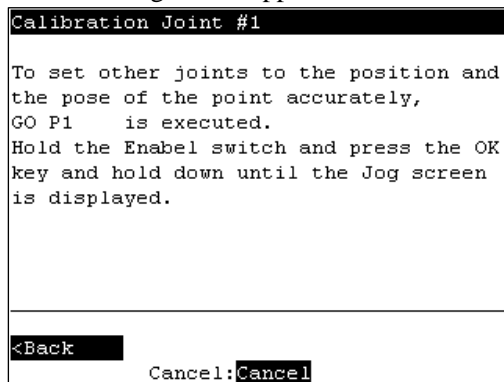 Calibration Joint #1
To set other joints to the position and
the pose of the point accurately,
GO P1 is executed.
Hold the Enabel switch and press the OK
key and hold down until the Jog screen
is displayed.
<Back
Cancel:Cancel